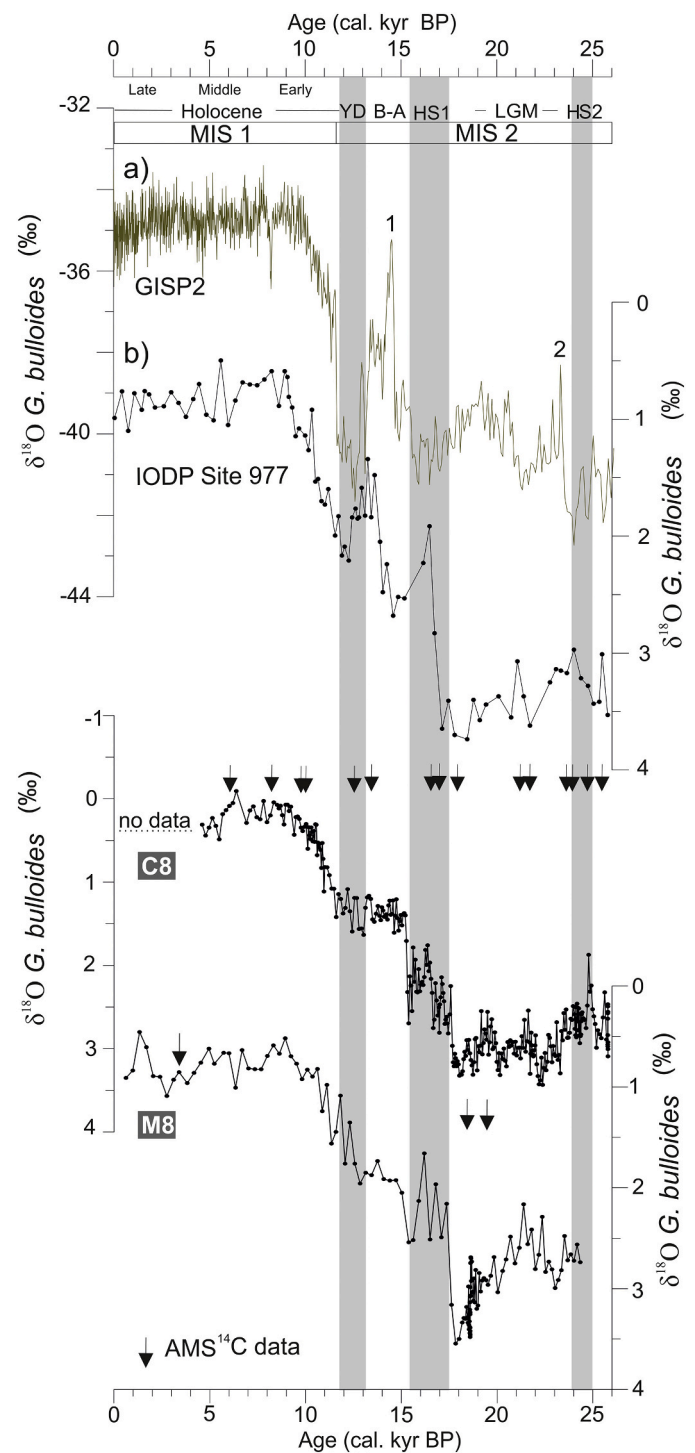 Age (cal. kyr BP)
0 5 10 15 20 25
Late Middle Early
Holocene YD B-A HS1 LGM HS2
MIS 1 MIS 2
-32
-36
-40
-44
δ18O G. bulloides (‰)
a)
GISP2
1
2
b)
IODP Site 977
0
1
2
3
4
δ18O G. bulloides (‰)
-1
0
1
2
3
4
δ18O G. bulloides (‰)
no data
C8
M8
0
1
2
3
4
δ18O G. bulloides (‰)
AMS14C data
0 5 10 15 20 25
Age (cal. kyr BP)